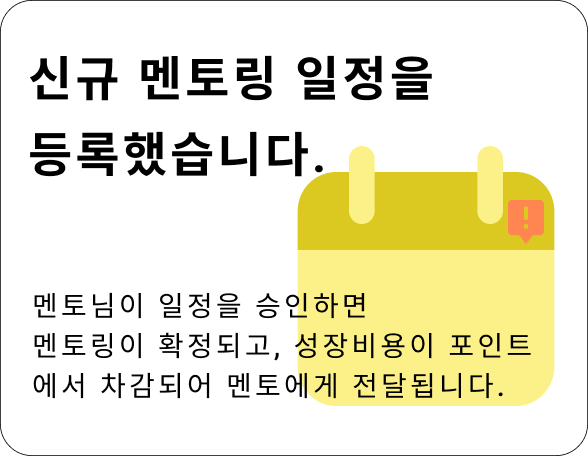 신규 멘토링 일정을
등록했습니다.
멘토님이 일정을 승인하면
멘토링이 확정되고, 성장비용이 포인트
에서 차감되어 멘토에게 전달됩니다.